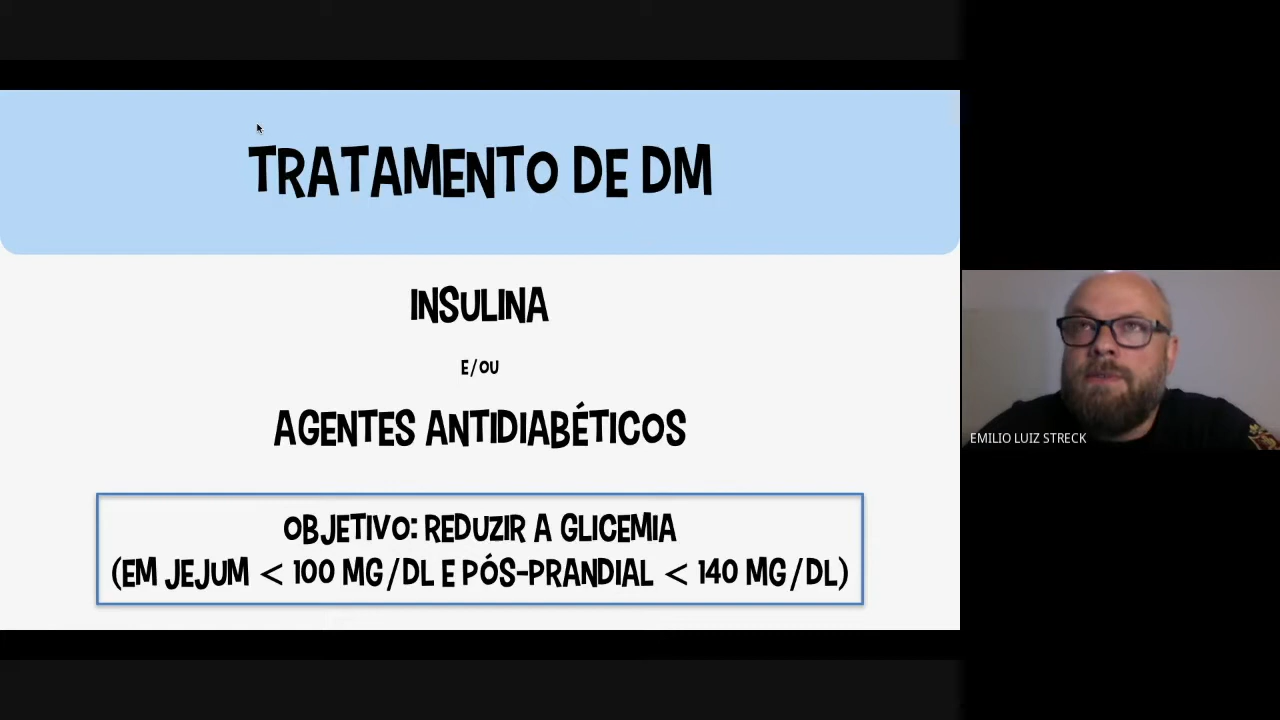 TRATAMENTO DE DM
INSULINA
E/OU
AGENTES ANTIDIABÉTICOS
OBJETIVO: REDUZIR A GLICEMIA
(EM JEJUM < 100 MG/DL E PÓS-PRANDIAL < 140 MG/DL)
EMILIO LUIZ STRECK